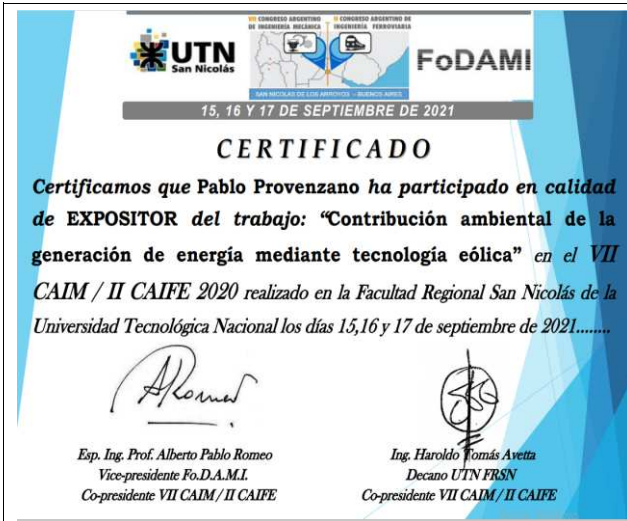 UTN
San Nicolás
VII CONGRESO ARGENTINO
DE INGENIERÍA MECÁNICA
II CONGRESO ARGENTINO DE
INGENIERÍA FERROVIARIA
SAN NICOLAS DE LOS ARROYOS – BUENOS AIRES
FoDAMI
15, 16 Y 17 DE SEPTIEMBRE DE 2021
CERTIFICADO
Certificamos que Pablo Provenzano ha participado en calidad
de EXPOSITOR del trabajo: “Contribución ambiental de la
generación de energía mediante tecnología eólica” en el VII
CAIM / II CAIFE 2020 realizado en la Facultad Regional San Nicolás de la
Universidad Tecnológica Nacional los días 15,16 y 17 de septiembre de 2021........
Esp. Ing. Prof. Alberto Pablo Romeo
Vice-presidente Fo.D.A.M.I.
Co-presidente VII CAIM / II CAIFE
Ing. Haroldo Tomás Avetta
Decano UTN FRSN
Co-presidente VII CAIM / II CAIFE